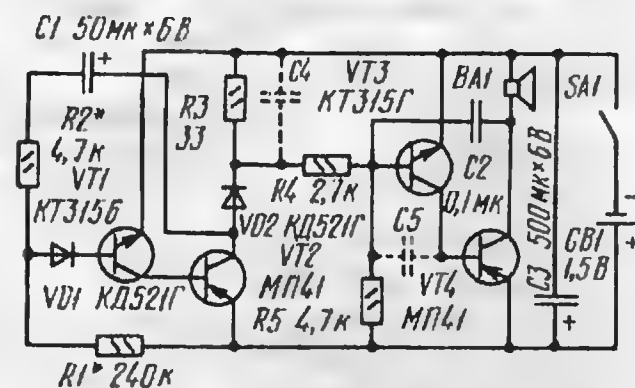 C1 50мк×6В
+
R2*
4,7к
VT1
КТ315Б
VD1 КД521Г
R1* 240к
R3
33
C4
VT3
КТ315Г
BA1
SA1
R4 2,7к
C2
0,1мк
VD2 КД521Г
VT2
МП41
C5
R5 4,7к
VT4
МП41
C3 500мк×6В
+
−
+
GB1
1,5В